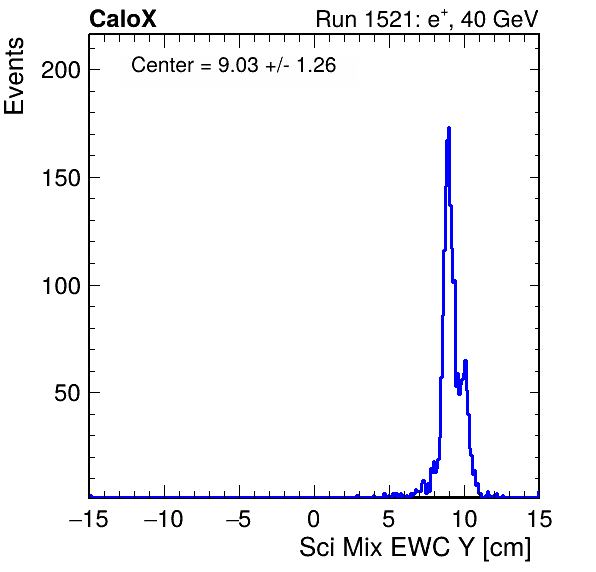 CaloX
Run 1521: e+, 40 GeV
Events
Center = 9.03 +/- 1.26
200
150
100
50
−15 −10 −5 0 5 10 15
Sci Mix EWC Y [cm]